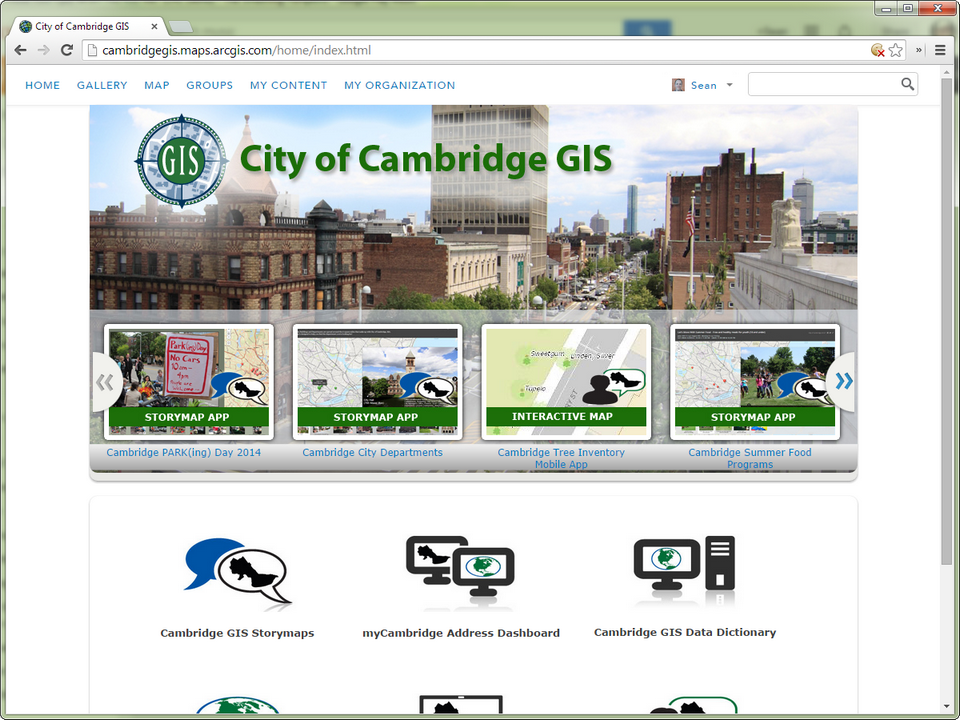 City of Cambridge GIS
cambridgegis.maps.arcgis.com/home/index.html
HOME GALLERY MAP GROUPS MY CONTENT MY ORGANIZATION Sean
GIS City of Cambridge GIS
Park(ing) Day
No Cars
10am-
4pm
Sweetgum
Linden Silver
Tupelo
STORYMAP APP STORYMAP APP INTERACTIVE MAP STORYMAP APP
Cambridge PARK(ing) Day 2014 Cambridge City Departments Cambridge Tree Inventory Cambridge Summer Food
Mobile App Programs
Cambridge GIS Storymaps myCambridge Address Dashboard Cambridge GIS Data Dictionary